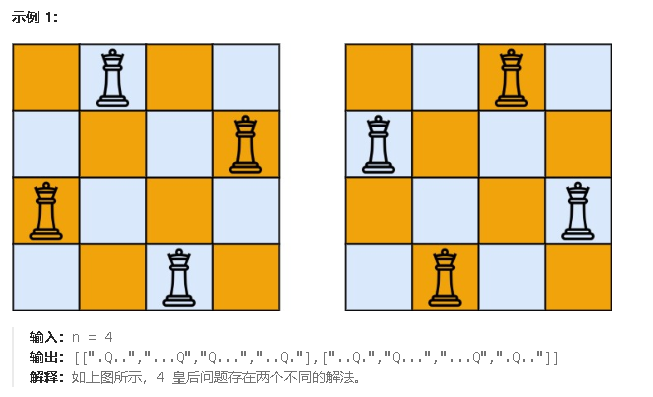 示例 1：
输入：n = 4
输出：[[".Q..","...Q","Q...","..Q."],["..Q.","Q...","...Q",".Q.."]]
解释：如上图所示，4 皇后问题存在两个不同的解法。